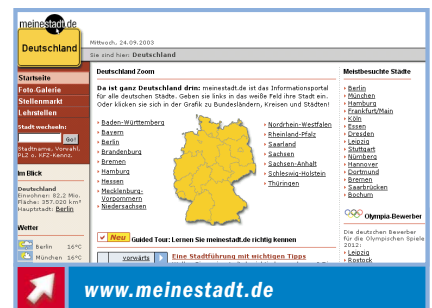 meinestadt.de
Deutschland
Mittwoch, 24.09.2003
Sie sind hier: Deutschland
Startseite
Foto-Galerie
Stellenmarkt
Lehrstellen
Stadt wechseln:
Go!
Stadtname, Vorwahl,
PLZ o. KFZ-Kennz.
Im Blick
Deutschland
Einwohner: 82,2 Mio.
Fläche: 357.020 km²
Hauptstadt: Berlin
Wetter
Berlin 16°C
München 16°C
Deutschland Zoom
Da ist ganz Deutschland drin: meinestadt.de ist das Informationsportal
für alle deutschen Städte. Geben sie links in das weiße Feld ihre Stadt ein.
Oder klicken sie sich in der Grafik zu Bundesländern, Kreisen und Städten!
Baden-Württemberg
Bayern
Berlin
Brandenburg
Bremen
Hamburg
Hessen
Mecklenburg-
Vorpommern
Niedersachsen
Nordrhein-Westfalen
Rheinland-Pfalz
Saarland
Sachsen
Sachsen-Anhalt
Schleswig-Holstein
Thüringen
Neu Guided Tour: Lernen Sie meinestadt.de richtig kennen
vorwärts
Eine Stadtführung mit wichtigen Tipps
Meistbesuchte Städte
Berlin
München
Hamburg
Frankfurt/Main
Köln
Essen
Dresden
Leipzig
Stuttgart
Nürnberg
Hannover
Dortmund
Bremen
Saarbrücken
Bochum
Olympia-Bewerber
Die deutschen Bewerber
für die Olympischen Spiele
2012:
Leipzig
Rostock
www.meinestadt.de